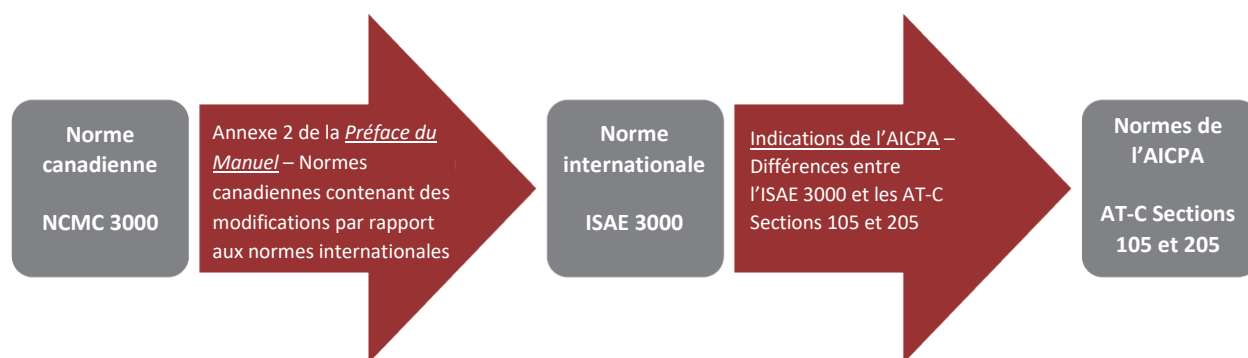 Norme
canadienne
NCMC 3000
Annexe 2 de la Préface du
Manuel – Normes
canadiennes contenant des
modifications par rapport
aux normes internationales
Norme
internationale
ISAE 3000
Indications de l’AICPA –
Différences entre
l’ISAE 3000 et les AT-C
Sections 105 et 205
Normes de
l’AICPA
AT-C Sections
105 et 205